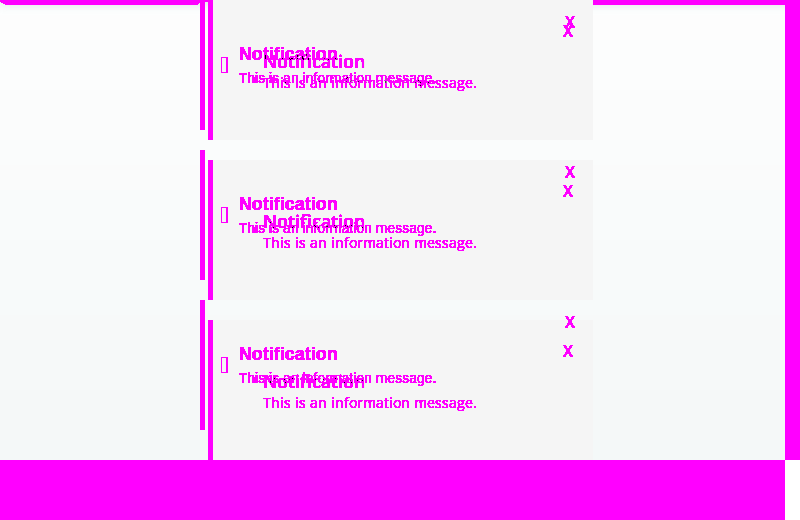 X
X
Notification
Notification
This is an information message.
This is an information message.
X
X
Notification
Notification
This is an information message.
This is an information message.
X
X
Notification
This is an information message.
Notification
This is an information message.